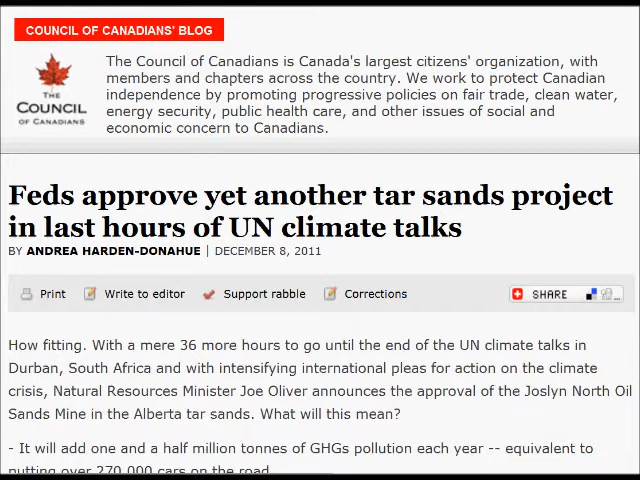 COUNCIL OF CANADIANS' BLOG
THE
COUNCIL
OF CANADIANS
The Council of Canadians is Canada's largest citizens' organization, with
members and chapters across the country. We work to protect Canadian
independence by promoting progressive policies on fair trade, clean water,
energy security, public health care, and other issues of social and
economic concern to Canadians.
Feds approve yet another tar sands project
in last hours of UN climate talks
BY ANDREA HARDEN-DONAHUE | DECEMBER 8, 2011
Print Write to editor Support rabble Corrections SHARE
How fitting. With a mere 36 more hours to go until the end of the UN climate talks in
Durban, South Africa and with intensifying international pleas for action on the climate
crisis, Natural Resources Minister Joe Oliver announces the approval of the Joslyn North Oil
Sands Mine in the Alberta tar sands. What will this mean?
- It will add one and a half million tonnes of GHGs pollution each year -- equivalent to
putting over 270,000 cars on the road.